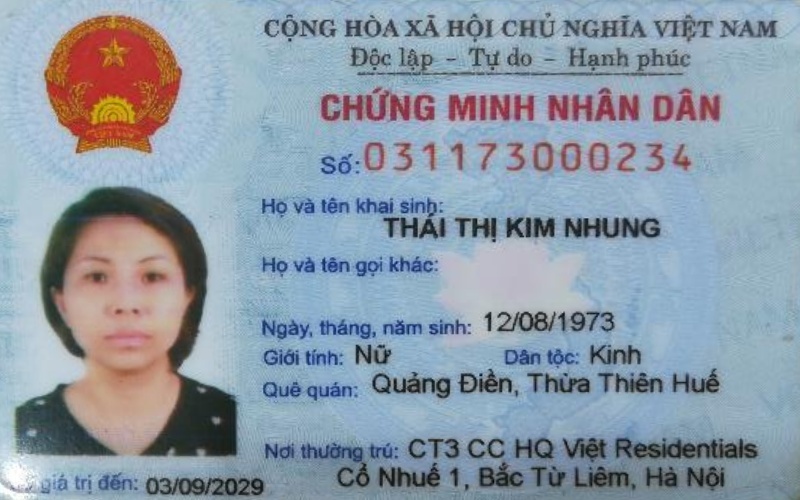 CỘNG HÒA XÃ HỘI CHỦ NGHĨA VIỆT NAM
Độc lập - Tự do - Hạnh phúc
CHỨNG MINH NHÂN DÂN
Số: 031173000234
Họ và tên khai sinh:
THÁI THỊ KIM NHUNG
Họ và tên gọi khác:
Ngày, tháng, năm sinh: 12/08/1973
Giới tính: Nữ Dân tộc: Kinh
Quê quán: Quảng Điền, Thừa Thiên Huế
Nơi thường trú: CT3 CC HQ Việt Residentials
Cổ Nhuế 1, Bắc Từ Liêm, Hà Nội
giá trị đến: 03/09/2029